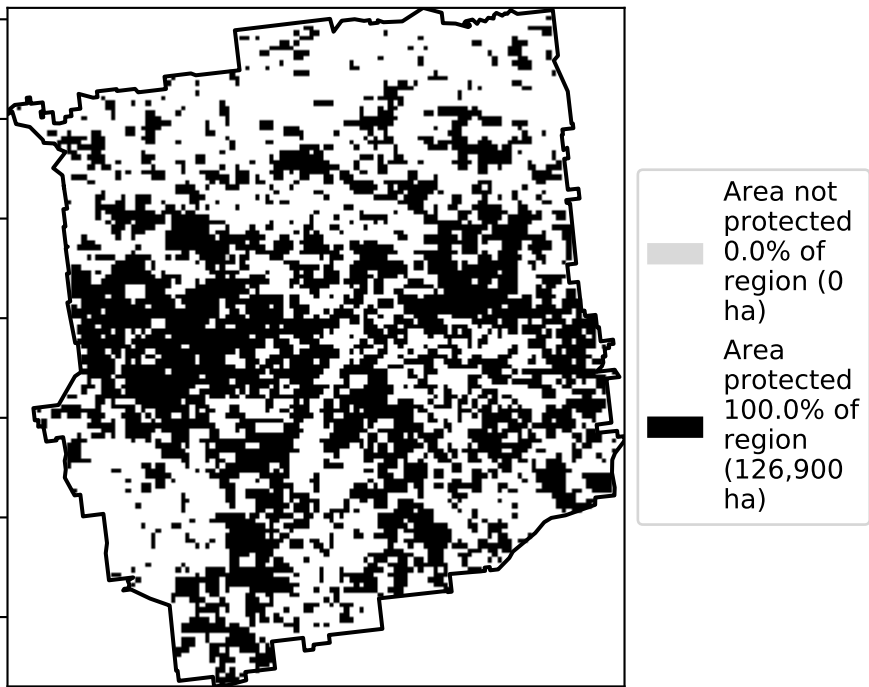 Area not
protected
0.0% of
region (0
ha)
Area
protected
100.0% of
region
(126,900
ha)